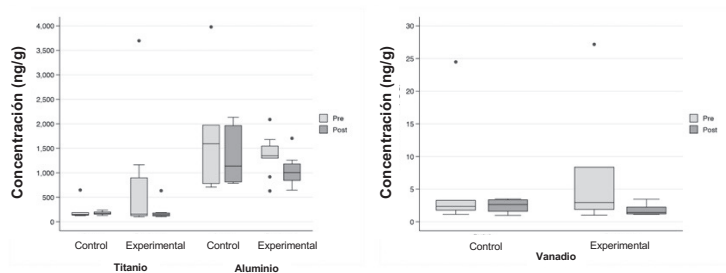 Concentración (ng/g)
4,000
3,500
3,000
2,500
2,000
1,500
1,000
500
0
Control
Experimental
Control
Experimental
Titanio
Aluminio
Pre
Post
Concentración (ng/g)
30
25
20
15
10
5
0
Control
Experimental
Vanadio
Pre
Post